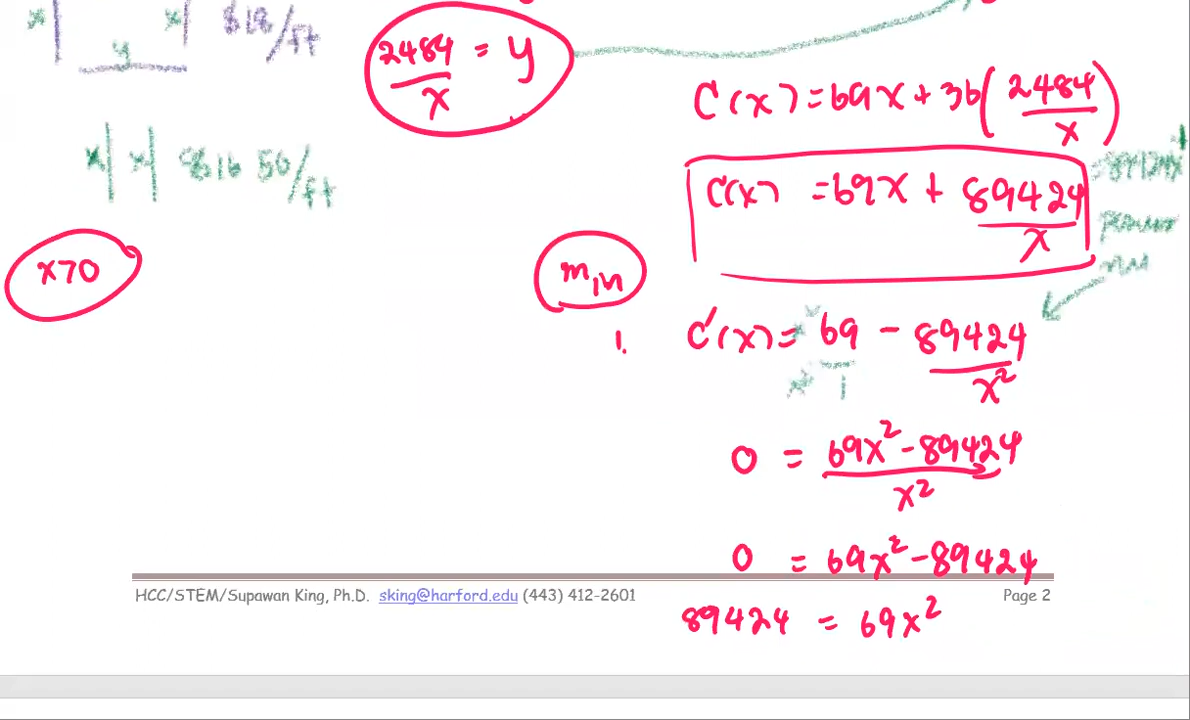 x x $18/ft
y
2484/x = y
C(x) = 69x + 36(2484/x)
x x $16 50/ft
C(x) = 69x + 89424/x
x>0
min
1. C'(x) = 69 - 89424/x²
x² 1
0 = 69x² - 89424/x²
0 = 69x² - 89424
HCC/STEM/Supawan King, Ph.D. sking@harford.edu (443) 412-2601 Page 2
89424 = 69x²